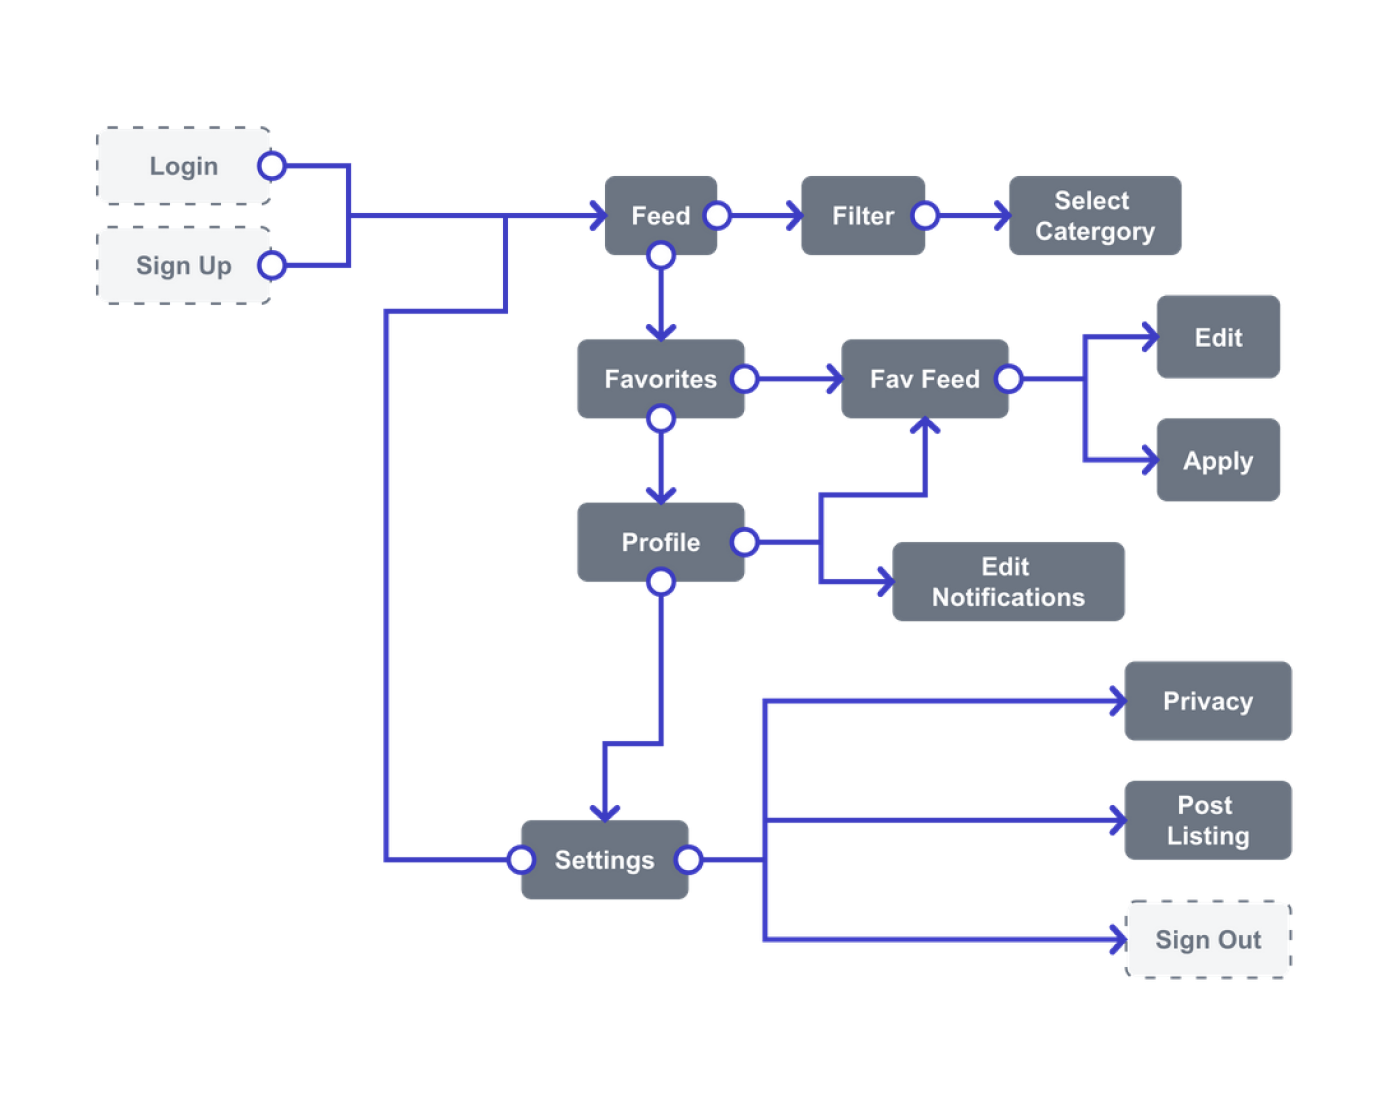 Login
Sign Up
Feed
Filter
Select
Catergory
Edit
Favorites
Fav Feed
Apply
Profile
Edit
Notifications
Privacy
Post
Listing
Settings
Sign Out